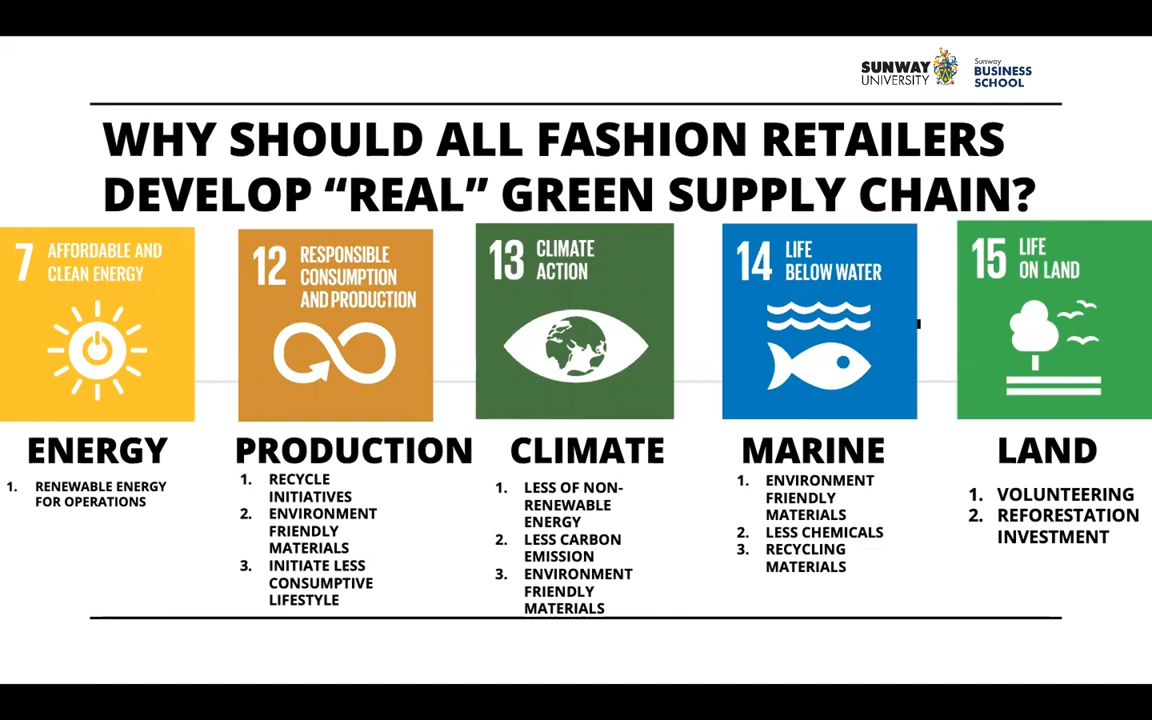 SUNWAY
UNIVERSITY
Sunway
BUSINESS
SCHOOL
WHY SHOULD ALL FASHION RETAILERS
DEVELOP “REAL” GREEN SUPPLY CHAIN?
7 AFFORDABLE AND
CLEAN ENERGY
12 RESPONSIBLE
CONSUMPTION
AND PRODUCTION
13 CLIMATE
ACTION
14 LIFE
BELOW WATER
15 LIFE
ON LAND
ENERGY
1. RENEWABLE ENERGY
FOR OPERATIONS
PRODUCTION
1. RECYCLE
INITIATIVES
2. ENVIRONMENT
FRIENDLY
MATERIALS
3. INITIATE LESS
CONSUMPTIVE
LIFESTYLE
CLIMATE
1. LESS OF NON-
RENEWABLE
ENERGY
2. LESS CARBON
EMISSION
3. ENVIRONMENT
FRIENDLY
MATERIALS
MARINE
1. ENVIRONMENT
FRIENDLY
MATERIALS
2. LESS CHEMICALS
3. RECYCLING
MATERIALS
LAND
1. VOLUNTEERING
2. REFORESTATION
INVESTMENT